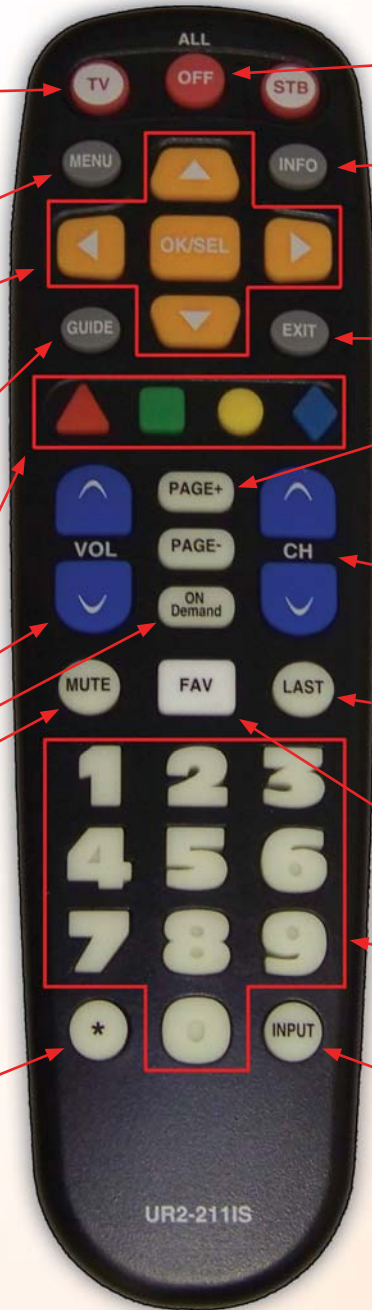 ALL
TV OFF STB
MENU INFO
OK/SEL
GUIDE EXIT
PAGE+
VOL PAGE- CH
ON
Demand
MUTE FAV LAST
1 2 3
4 5 6
7 8 9
* 0 INPUT
UR2-211IS